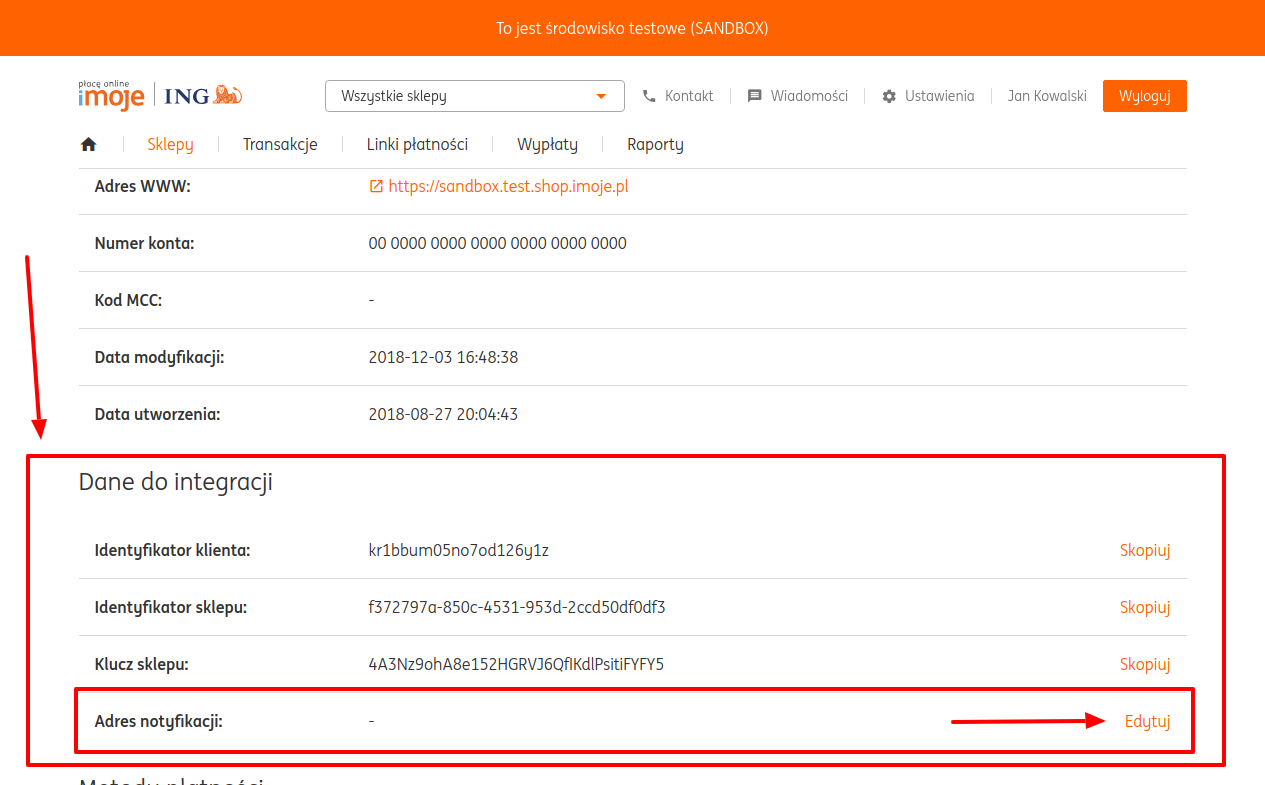 To jest środowisko testowe (SANDBOX)
płacę online
imoje ING
Wszystkie sklepy
Kontakt
Wiadomości
Ustawienia
Jan Kowalski
Wyloguj
Sklepy
Transakcje
Linki płatności
Wypłaty
Raporty
Adres WWW: https://sandbox.test.shop.imoje.pl
Numer konta: 00 0000 0000 0000 0000 0000 0000
Kod MCC: -
Data modyfikacji: 2018-12-03 16:48:38
Data utworzenia: 2018-08-27 20:04:43
Dane do integracji
Identyfikator klienta: kr1bbum05no7od126y1z Skopiuj
Identyfikator sklepu: f372797a-850c-4531-953d-2ccd50df0df3 Skopiuj
Klucz sklepu: 4A3Nz9ohA8e152HGRVJ6QfIKdlPsitiFYFY5 Skopiuj
Adres notyfikacji: - Edytuj
Metody płatności